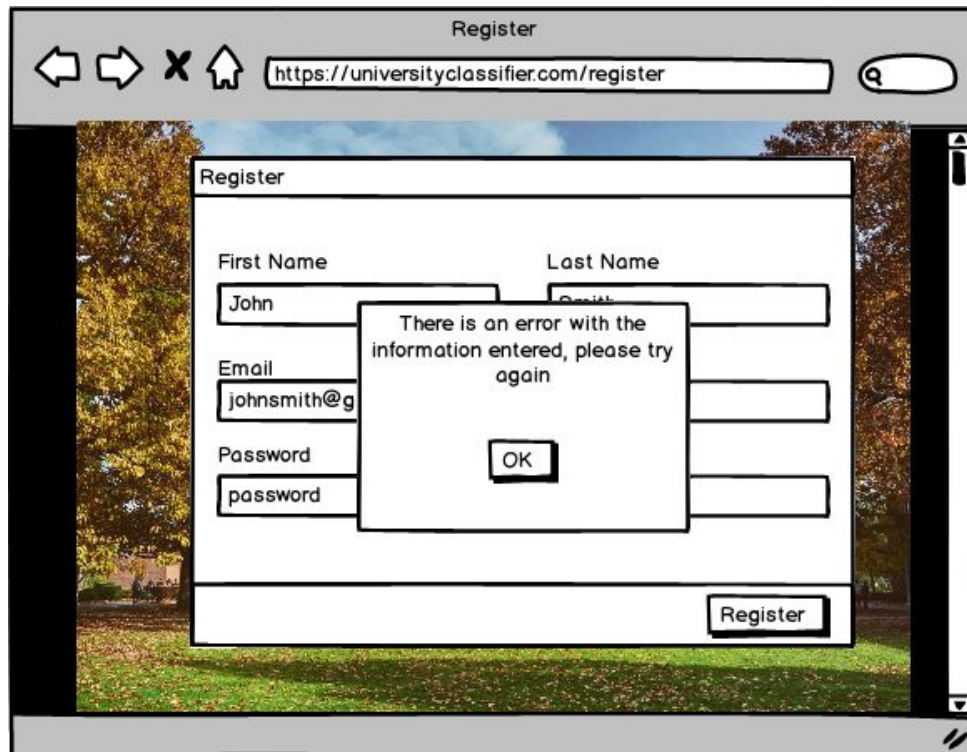 Register
https://universityclassifier.com/register
Register
First Name
Last Name
John
There is an error with the
information entered, please try
again
Email
johnsmith@g
Password
password
OK
Register